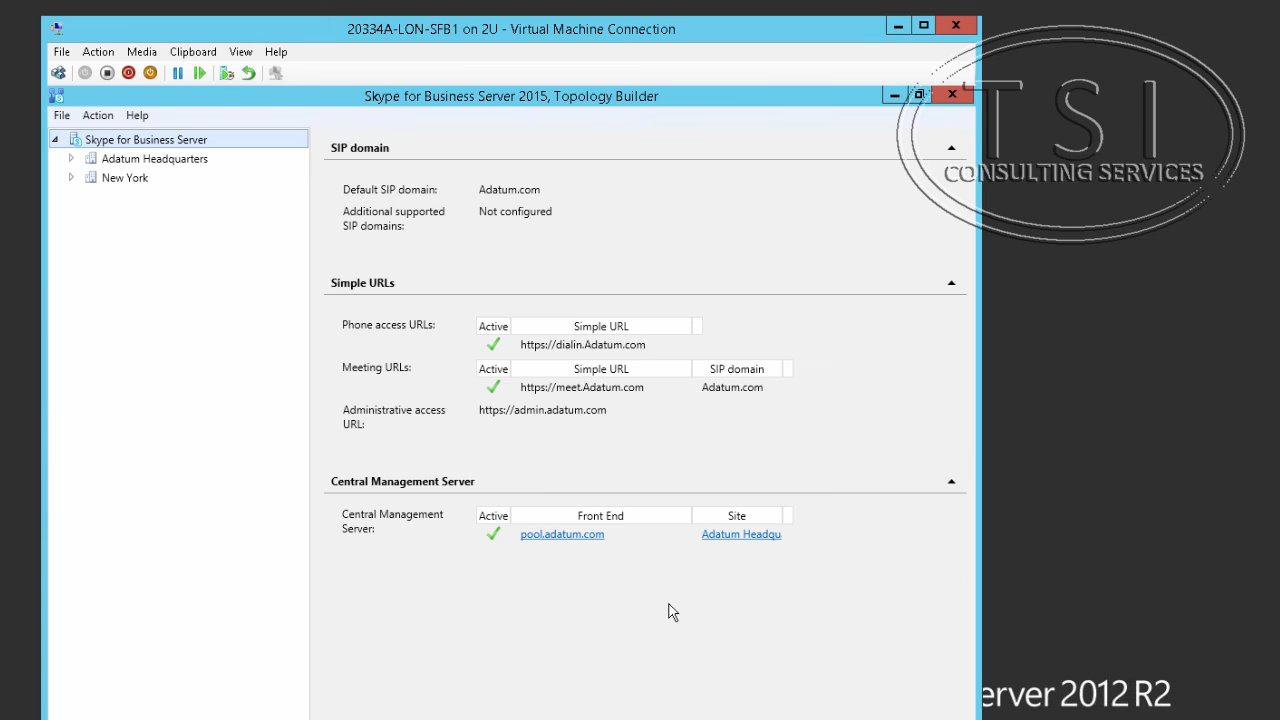 20334A-LON-SFB1 on 2U - Virtual Machine Connection
File Action Media Clipboard View Help
Skype for Business Server 2015, Topology Builder
File Action Help
Skype for Business Server
Adatum Headquarters
New York
SIP domain
Default SIP domain: Adatum.com
Additional supported Not configured
SIP domains:
Simple URLs
Phone access URLs: Active Simple URL
https://dialin.Adatum.com
Meeting URLs: Active Simple URL SIP domain
https://meet.Adatum.com Adatum.com
Administrative access https://admin.adatum.com
URL:
Central Management Server
Central Management Active Front End Site
Server:
pool.adatum.com Adatum Headqu
TSI
CONSULTING SERVICES
erver 2012 R2